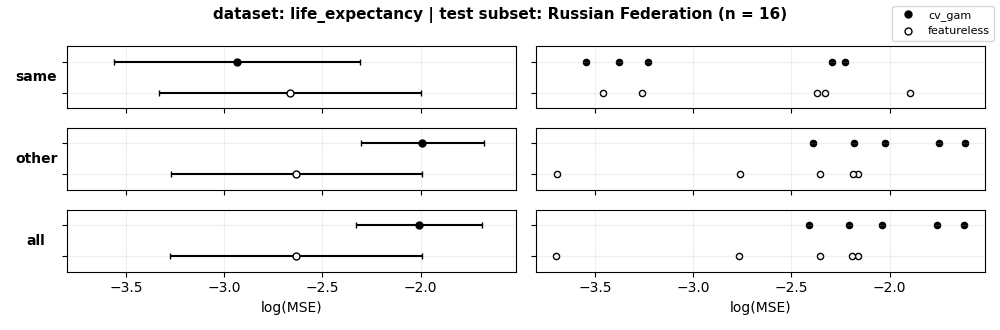 dataset: life_expectancy | test subset: Russian Federation (n = 16)
cv_gam
featureless
same
other
all
−3.5 −3.0 −2.5 −2.0
−3.5 −3.0 −2.5 −2.0
log(MSE)
log(MSE)